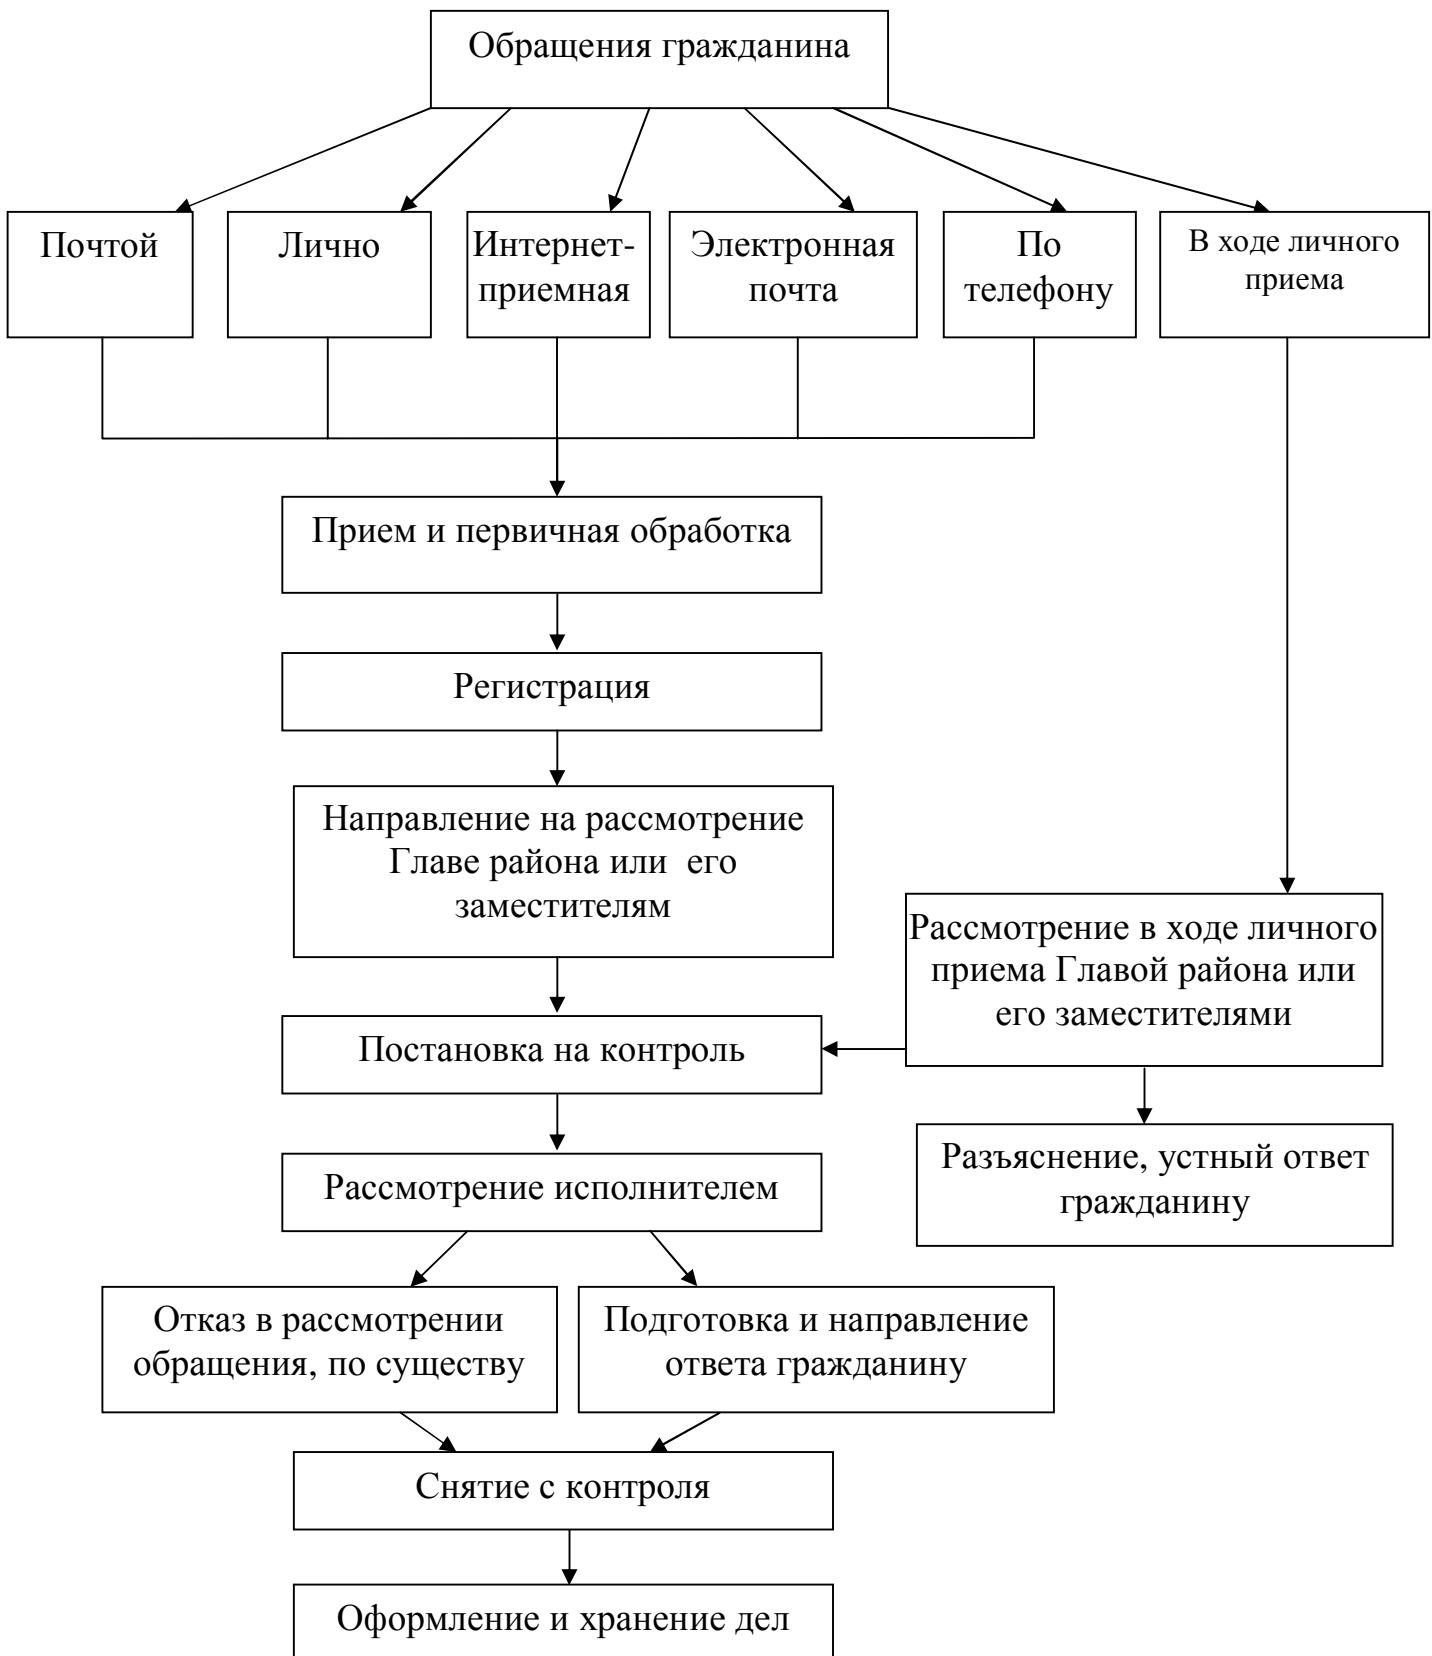 Обращения гражданина
Почтой
Лично
Интернет-
приемная
Электронная
почта
По
телефону
В ходе личного
приема
Прием и первичная обработка
Регистрация
Направление на рассмотрение
Главе района или  его
заместителям
Рассмотрение в ходе личного
приема Главой района или
его заместителями
Постановка на контроль
Разъяснение, устный ответ
гражданину
Рассмотрение исполнителем
Отказ в рассмотрении
обращения, по существу
Подготовка и направление
ответа гражданину
Снятие с контроля
Оформление и хранение дел